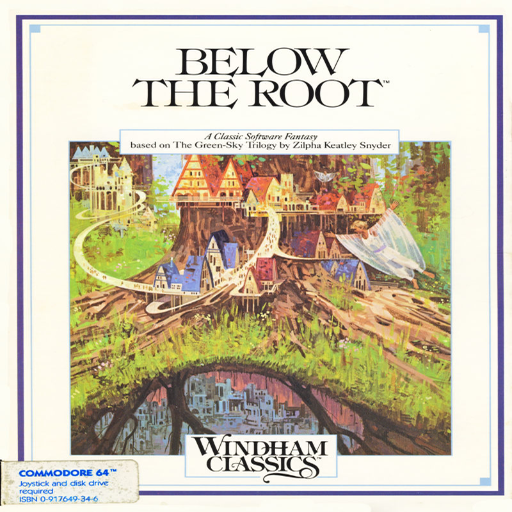 BELOW
THE ROOT™
A Classic Software Fantasy
based on The Green-Sky Trilogy by Zilpha Keatley Snyder
WINDHAM
CLASSICS™
COMMODORE 64™
Joystick and disk drive
required
ISBN 0-917649-34-6